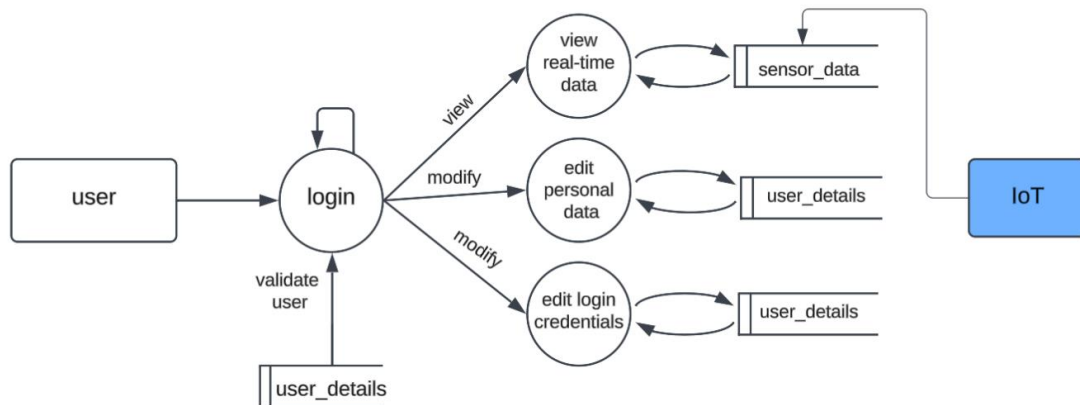 view
real-time
data
sensor_data
view
user
login
modify
edit
personal
data
user_details
IoT
modify
validate
user
edit login
credentials
user_details
user_details